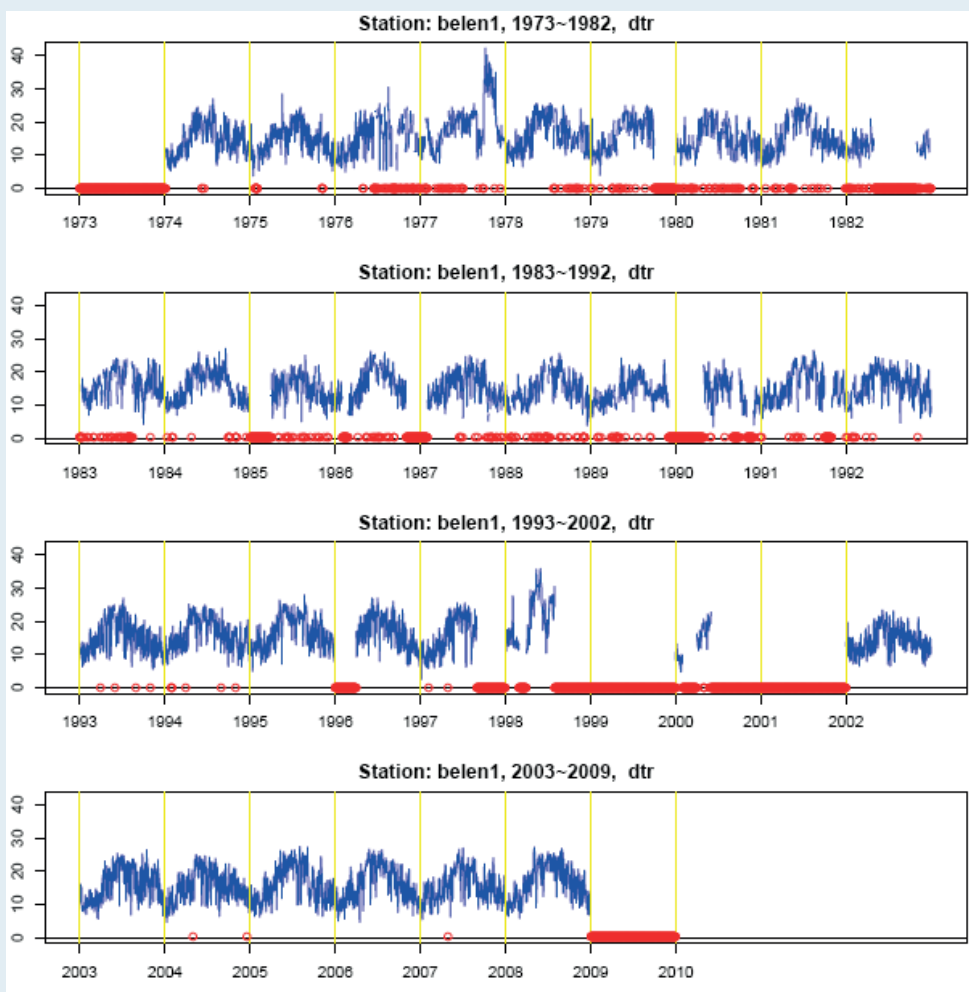 Station: belen1, 1973~1982, dtr
40
30
20
10
0
1973 1974 1975 1976 1977 1978 1979 1980 1981 1982
Station: belen1, 1983~1992, dtr
40
30
20
10
0
1983 1984 1985 1986 1987 1988 1989 1990 1991 1992
Station: belen1, 1993~2002, dtr
40
30
20
10
0
1993 1994 1995 1996 1997 1998 1999 2000 2001 2002
Station: belen1, 2003~2009, dtr
40
30
20
10
0
2003 2004 2005 2006 2007 2008 2009 2010